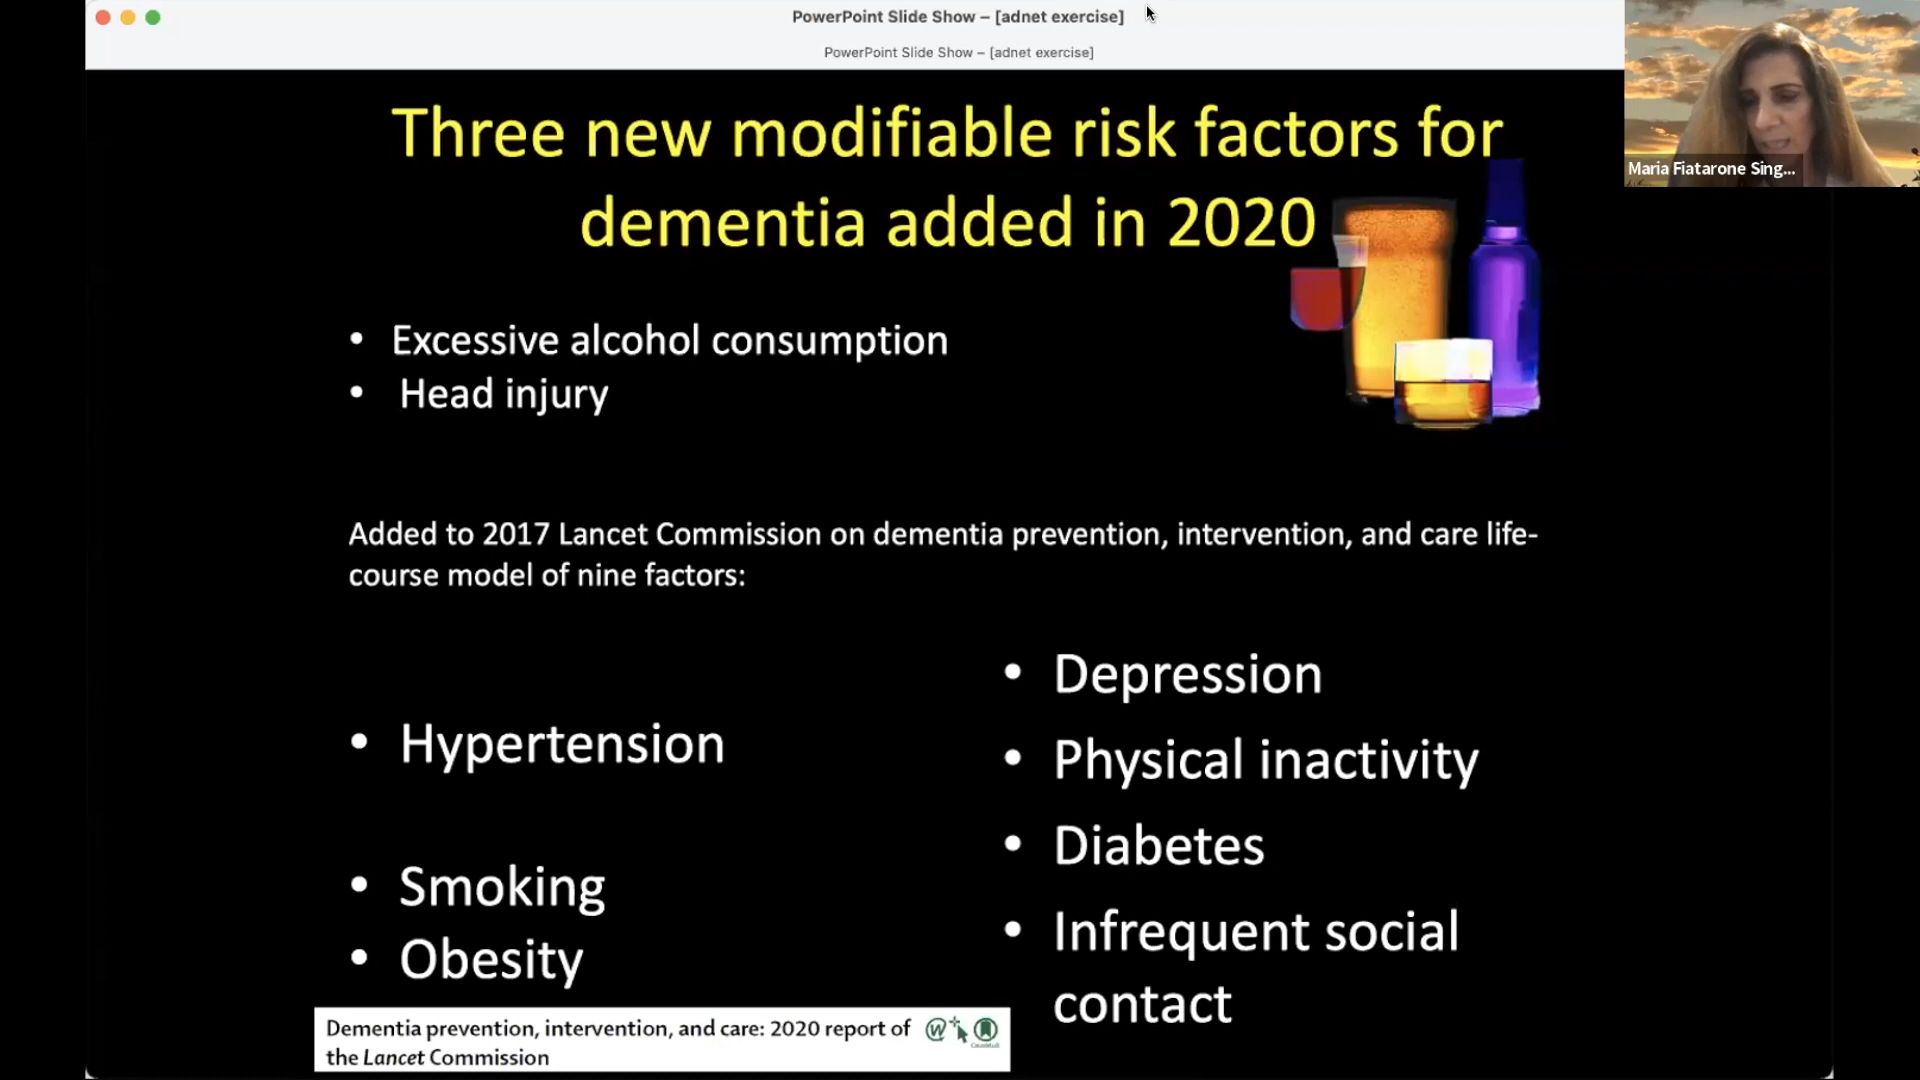 PowerPoint Slide Show – [adnet exercise]
PowerPoint Slide Show – [adnet exercise]
Maria Fiatarone Sing...
Three new modifiable risk factors for
dementia added in 2020
• Excessive alcohol consumption
• Head injury
Added to 2017 Lancet Commission on dementia prevention, intervention, and care life-
course model of nine factors:
• Hypertension
• Smoking
• Obesity
• Depression
• Physical inactivity
• Diabetes
• Infrequent social
contact
Dementia prevention, intervention, and care: 2020 report of
the Lancet Commission